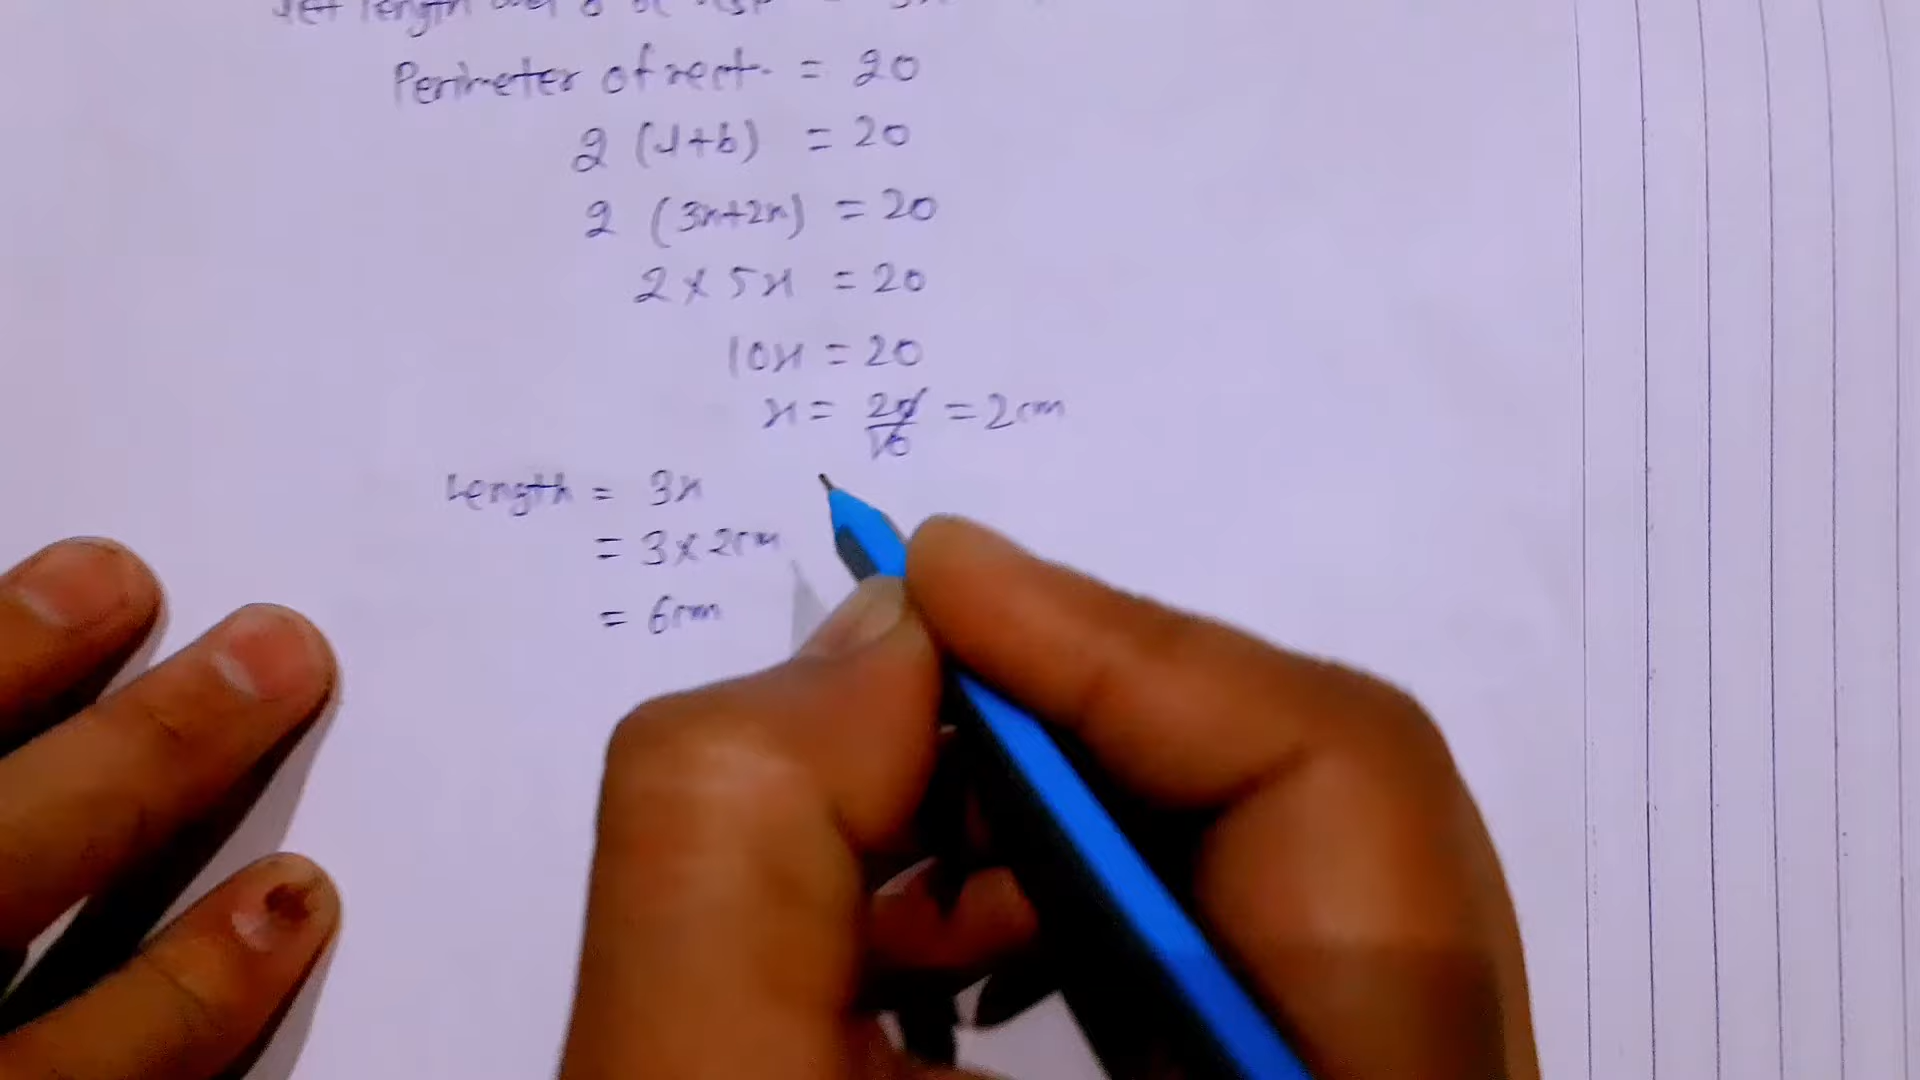 length
Perimeter of rect. = 20
2 (l+b) = 20
2 (3x+2x) = 20
2 × 5x = 20
10x = 20
x = 20/10 = 2cm
Length = 3x
= 3 × 2cm
= 6cm